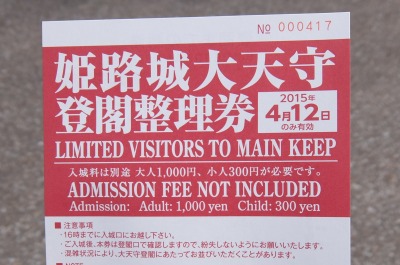 No 000417
姫路城大天守
登閣整理券
2015年
4月12日
のみ有効
LIMITED VISITORS TO MAIN KEEP
入城料は別途 大人1,000円、小人300円が必要です。
ADMISSION FEE NOT INCLUDED
Admission: Adult: 1,000 yen Child: 300 yen
■注意事項
・16時までに入城口にお越し下さい。
・ご入城後、本券は登閣口で確認しますので、紛失しないようにお願いいたします。
・混雑状況により、大天守登閣にあたってお並びいただくことがあります。